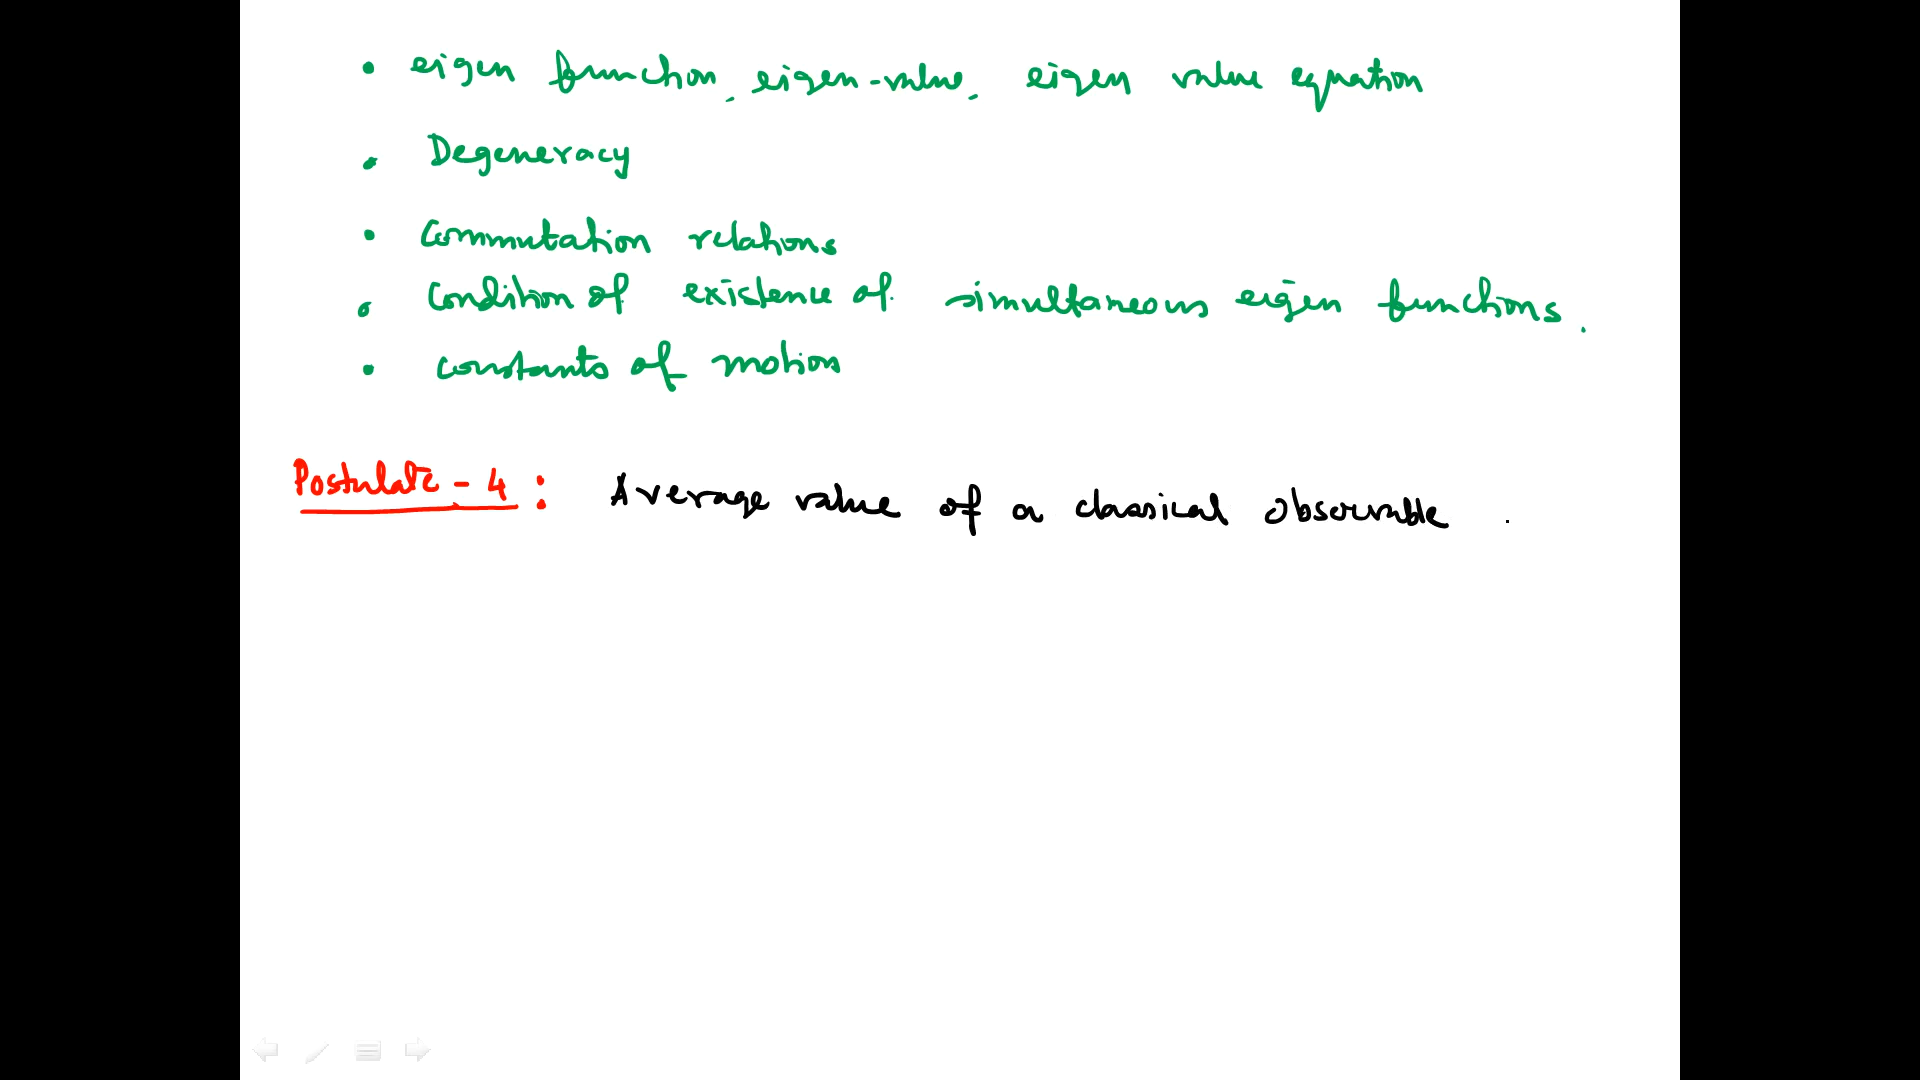 • eigen function, eigen-value, eigen value equation
• Degeneracy
• Commutation relations
• Condition of existence of simultaneous eigen functions.
• constants of motion
Postulate - 4 : Average value of a classical observable .